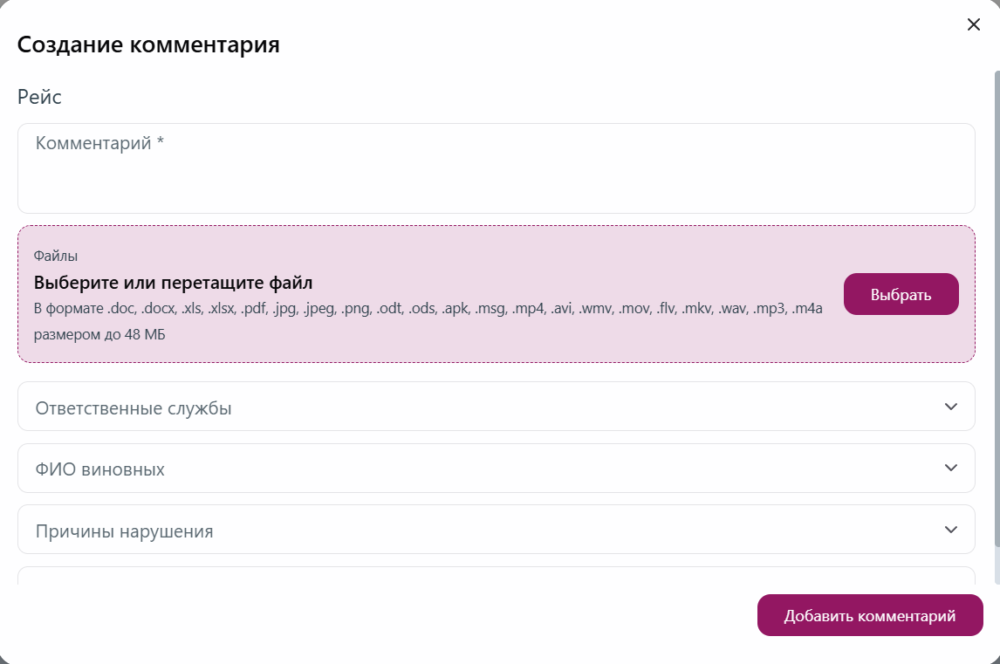 Создание комментария
Рейс
Комментарий *
Файлы
Выберите или перетащите файл
В формате .doc, .docx, .xls, .xlsx, .pdf, .jpg, .jpeg, .png, .odt, .ods, .apk, .msg, .mp4, .avi, .wmv, .mov, .flv, .mkv, .wav, .mp3, .m4a
размером до 48 МБ
Выбрать
Ответственные службы
ФИО виновных
Причины нарушения
Добавить комментарий